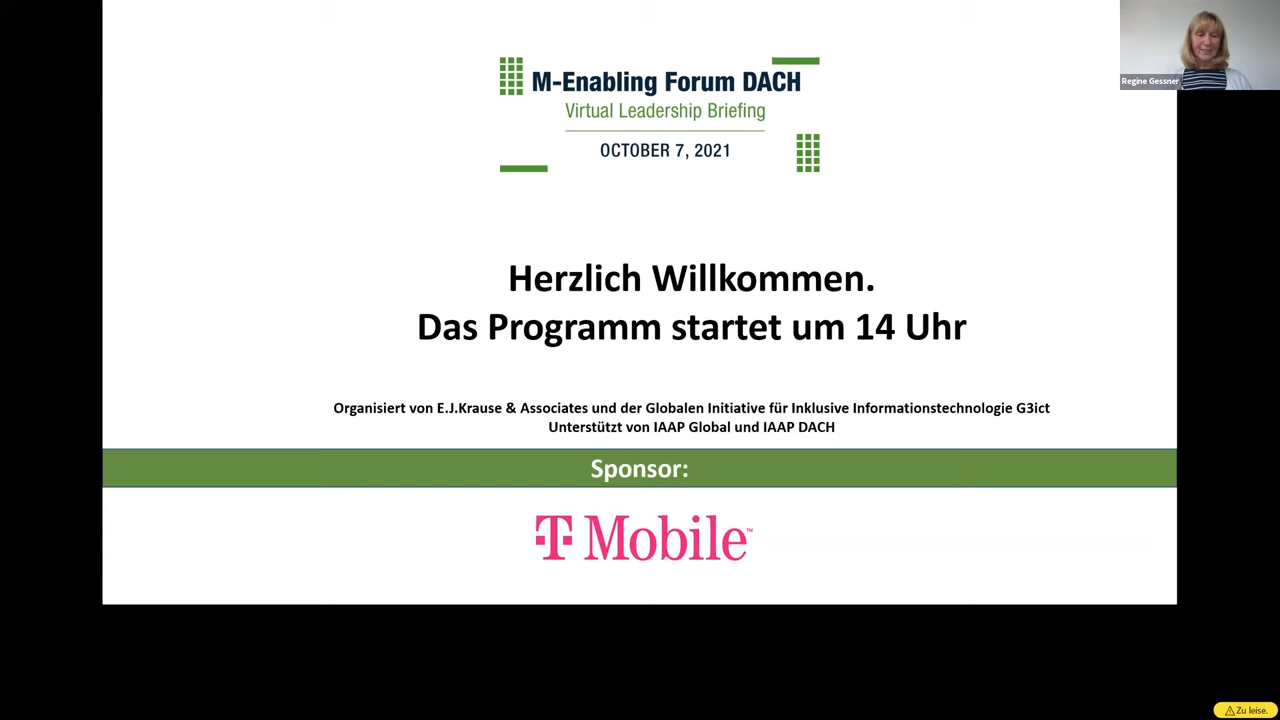 M-Enabling Forum DACH
Virtual Leadership Briefing
OCTOBER 7, 2021
Regine Gessner
Herzlich Willkommen.
Das Programm startet um 14 Uhr
Organisiert von E.J.Krause & Associates und der Globalen Initiative für Inklusive Informationstechnologie G3ict
Unterstützt von IAAP Global und IAAP DACH
Sponsor:
T Mobile™
Zu leise.